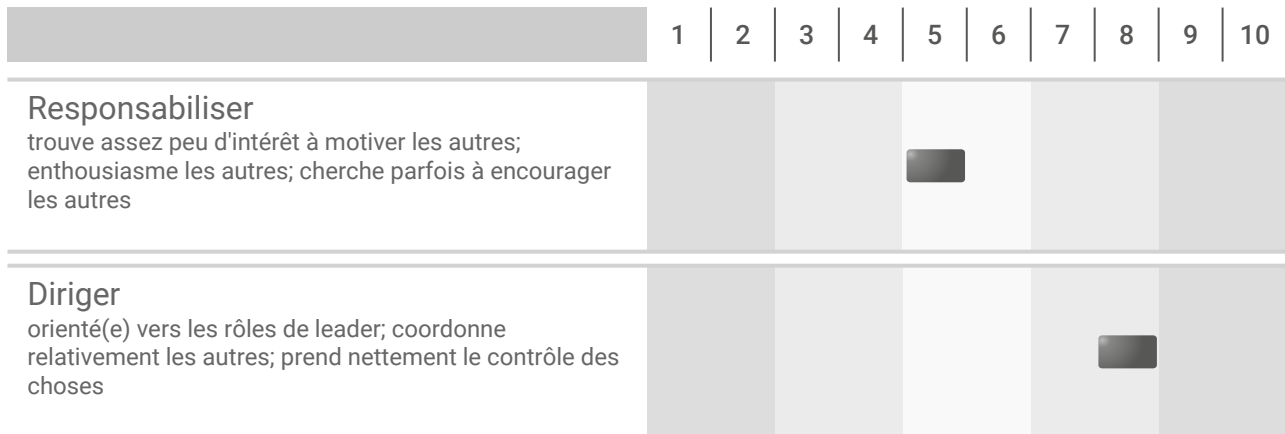 1 2 3 4 5 6 7 8 9 10
Responsabiliser
trouve assez peu d'intérêt à motiver les autres;
enthousiasme les autres; cherche parfois à encourager
les autres
Diriger
orienté(e) vers les rôles de leader; coordonne
relativement les autres; prend nettement le contrôle des
choses